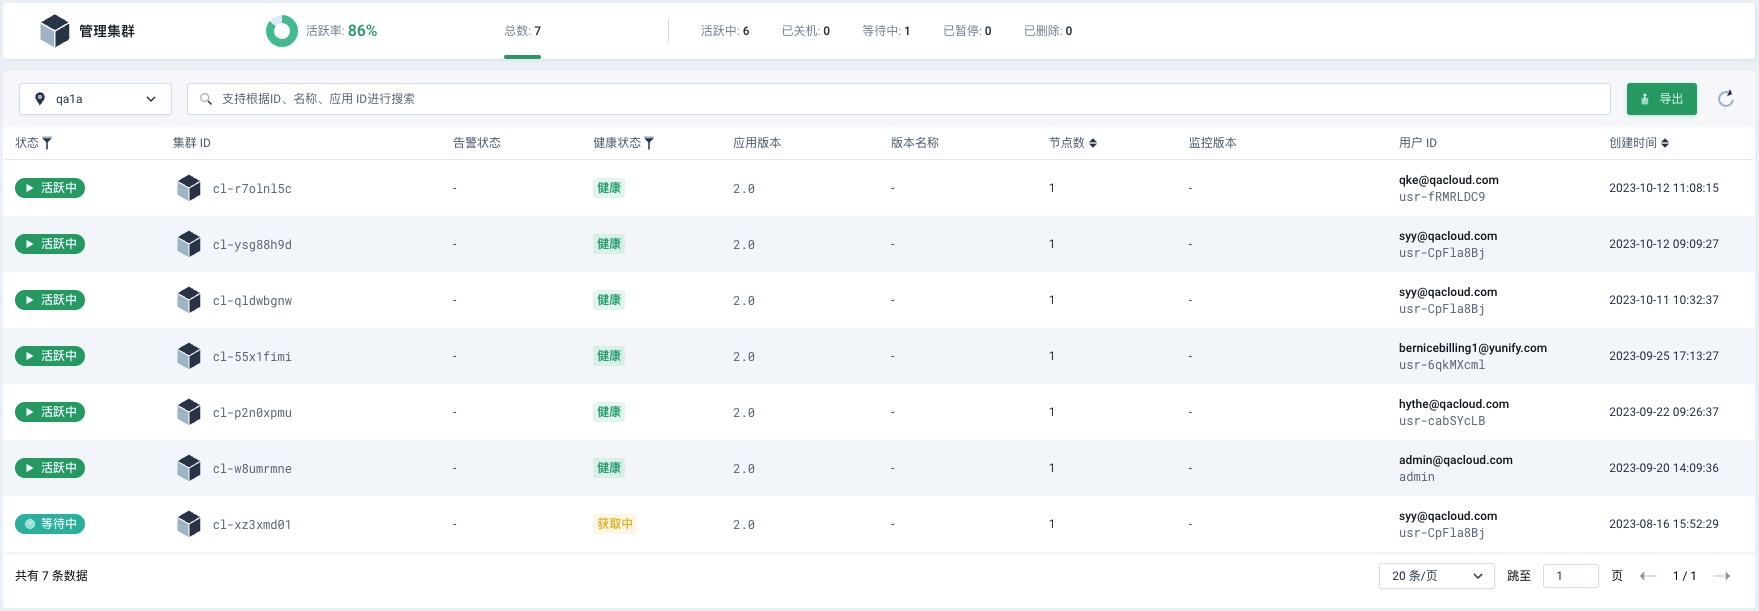 管理集群 活跃率: 86% 总数: 7 活跃中: 6 已关机: 0 等待中: 1 已暂停: 0 已删除: 0
qa1a 支持根据ID、名称、应用 ID进行搜索 导出
状态 集群 ID 告警状态 健康状态 应用版本 版本名称 节点数 监控版本 用户 ID 创建时间
活跃中 cl-r7olnl5c - 健康 2.0 - 1 - qke@qacloud.com 2023-10-12 11:08:15
usr-fRMRLDC9
活跃中 cl-ysg88h9d - 健康 2.0 - 1 - syy@qacloud.com 2023-10-12 09:09:27
usr-CpFla8Bj
活跃中 cl-qldwbgnw - 健康 2.0 - 1 - syy@qacloud.com 2023-10-11 10:32:37
usr-CpFla8Bj
活跃中 cl-55x1fimi - 健康 2.0 - 1 - bernicebilling1@yunify.com 2023-09-25 17:13:27
usr-6qkMXcml
活跃中 cl-p2n0xpmu - 健康 2.0 - 1 - hythe@qacloud.com 2023-09-22 09:26:37
usr-cabSYcLB
活跃中 cl-w8umrmne - 健康 2.0 - 1 - admin@qacloud.com 2023-09-20 14:09:36
admin
等待中 cl-xz3xmd01 - 获取中 2.0 - 1 - syy@qacloud.com 2023-08-16 15:52:29
usr-CpFla8Bj
共有 7 条数据 20 条/页 跳至 1 页 1 / 1